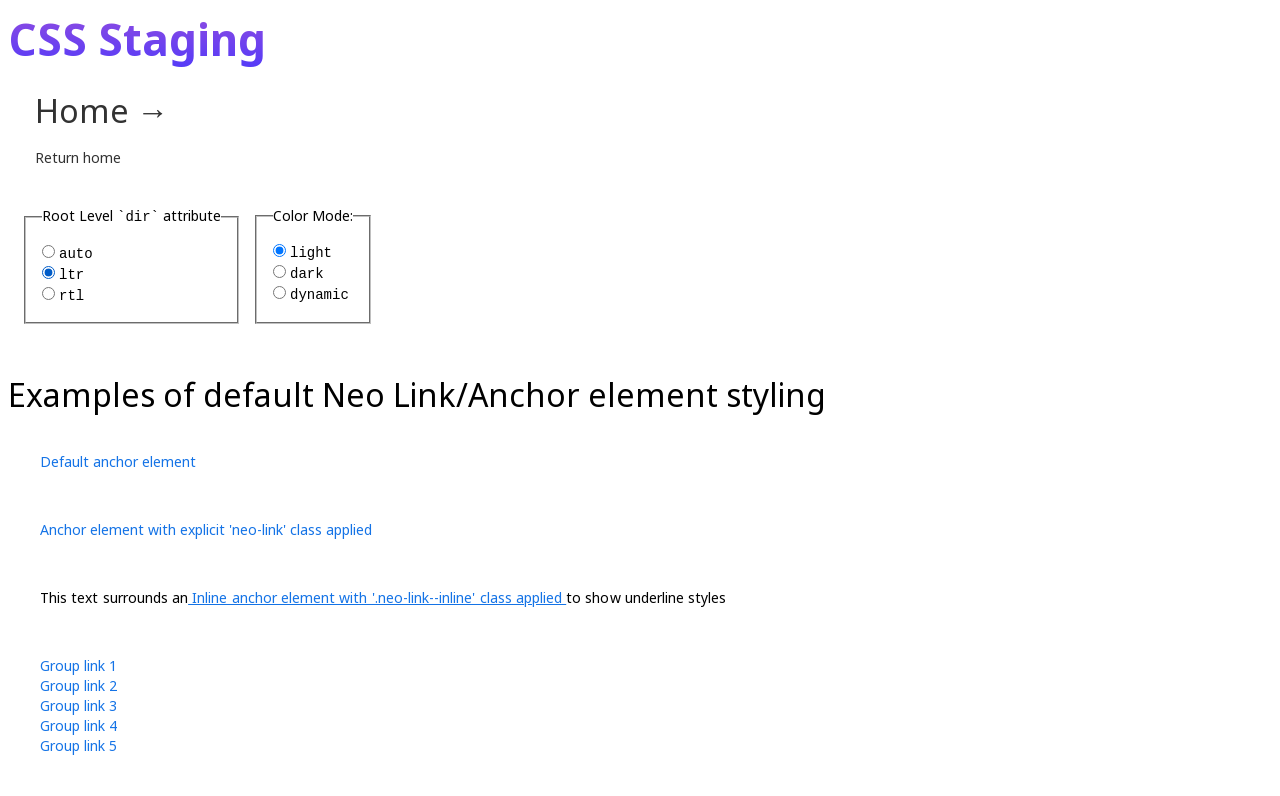 CSS Staging
Home →
Return home
Root Level `dir` attribute
auto
ltr
rtl
Color Mode:
light
dark
dynamic
Examples of default Neo Link/Anchor element styling
Default anchor element
Anchor element with explicit 'neo-link' class applied
This text surrounds an Inline anchor element with '.neo-link--inline' class applied to show underline styles
Group link 1
Group link 2
Group link 3
Group link 4
Group link 5